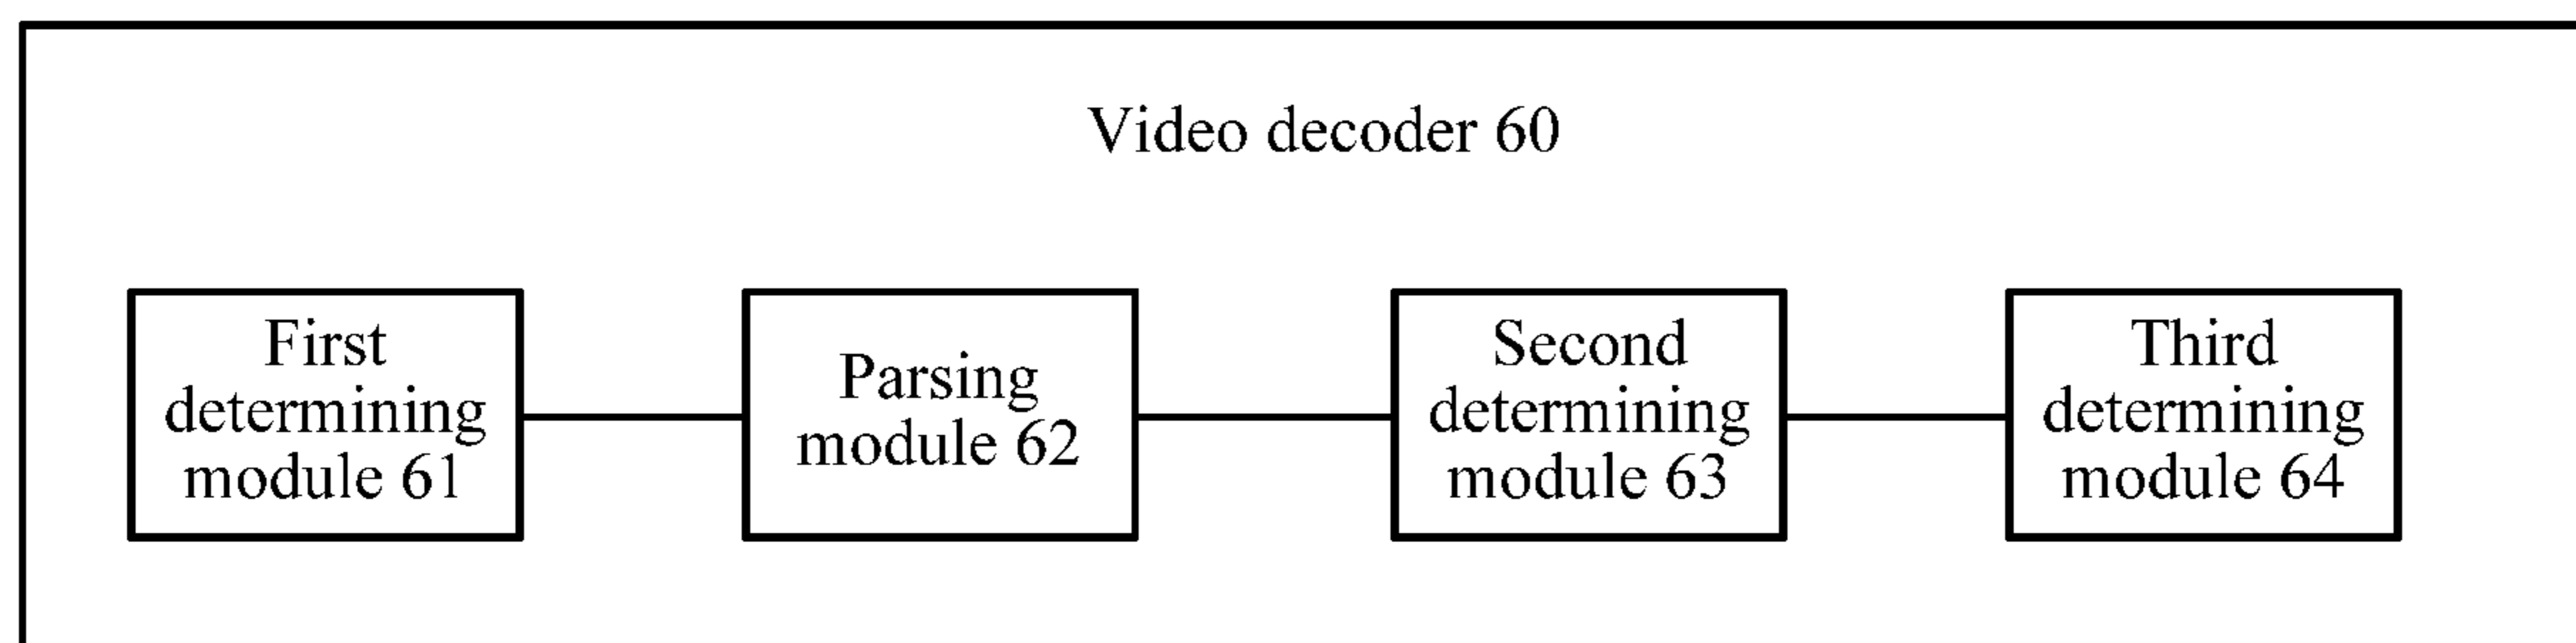 Video decoder 60
First
determining
module 61
Parsing
module 62
Second
determining
module 63
Third
determining
module 64